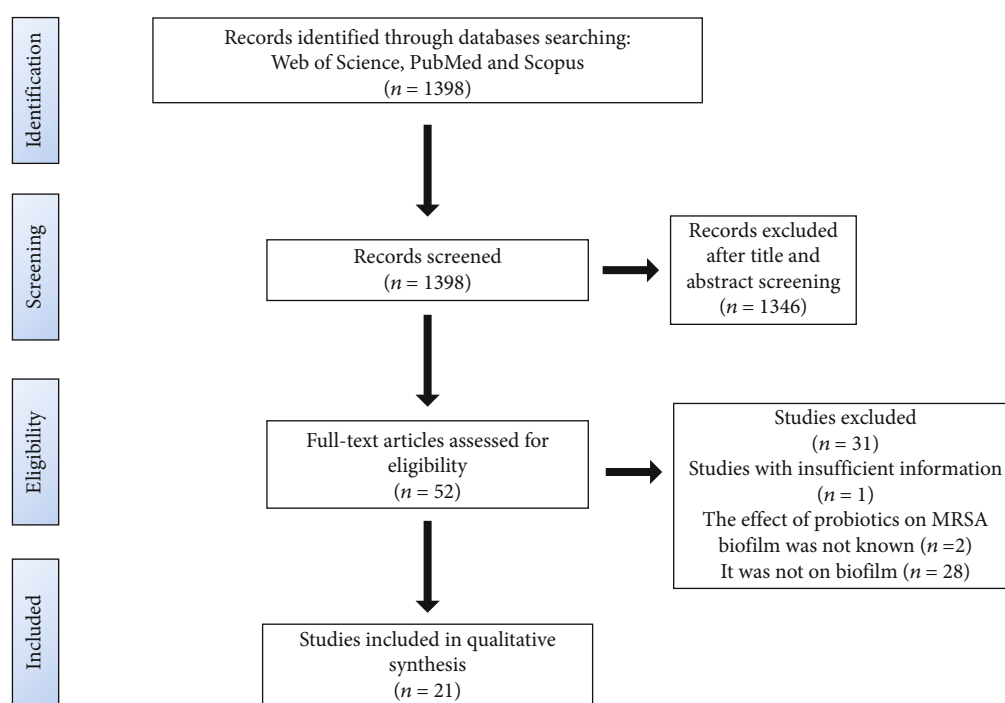 Identification
Records identified through databases searching:
Web of Science, PubMed and Scopus
(n = 1398)
Screening
Records screened
(n = 1398)
Records excluded
after title and
abstract screening
(n = 1346)
Eligibility
Full-text articles assessed for
eligibility
(n = 52)
Studies excluded
(n = 31)
Studies with insufficient information
(n = 1)
The effect of probiotics on MRSA
biofilm was not known (n =2)
It was not on biofilm (n = 28)
Included
Studies included in qualitative
synthesis
(n = 21)